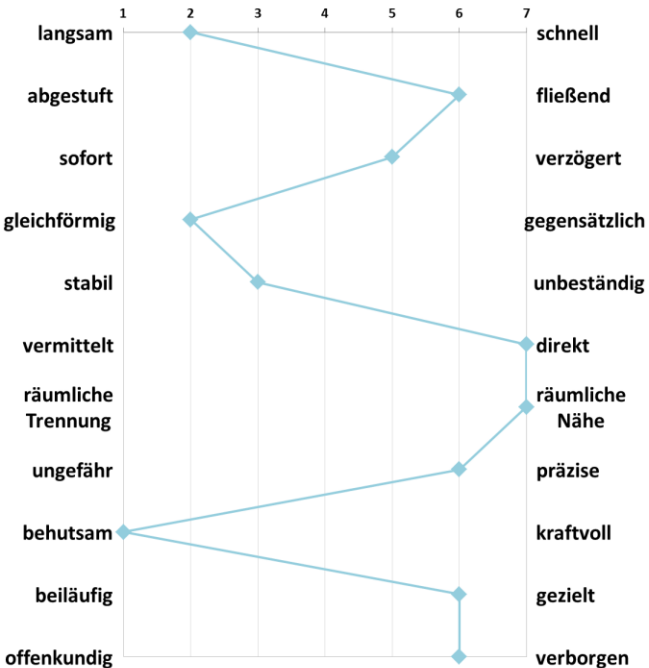 1 2 3 4 5 6 7
langsam schnell
abgestuft fließend
sofort verzögert
gleichförmig gegensätzlich
stabil unbeständig
vermittelt direkt
räumliche räumliche
Trennung Nähe
ungefähr präzise
behutsam kraftvoll
beiläufig gezielt
offenkundig verborgen